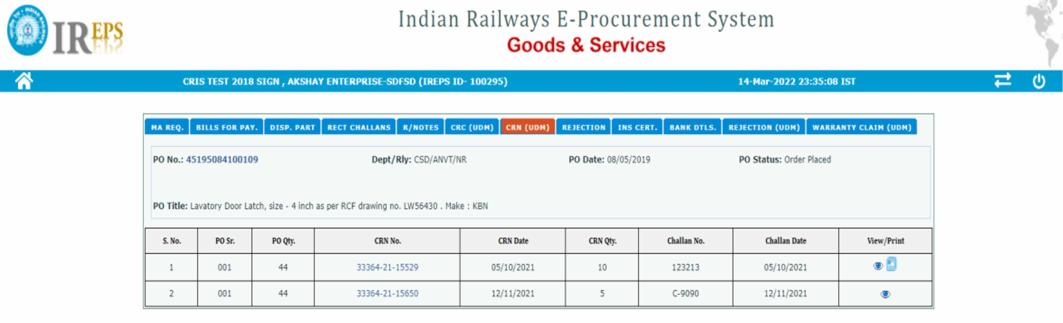 IREPS
Indian Railways E-Procurement System
Goods & Services
CRIS TEST 2018 SIGN , AKSHAY ENTERPRISE-SDFSD (IREPS ID- 100295) 14-Mar-2022 23:35:08 IST
MA REQ. BILLS FOR PAY. DISP. PART RECT CHALLANS R/NOTES CRC (UDM) CRN (UDM) REJECTION INS CERT. BANK DTLS. REJECTION (UDM) WARRANTY CLAIM (UDM)
PO No.: 45195084100109 Dept/Rly: CSD/ANVT/NR PO Date: 08/05/2019 PO Status: Order Placed
PO Title: Lavatory Door Latch, size - 4 inch as per RCF drawing no. LW56430 . Make : KBN
S. No. PO Sr. PO Qty. CRN No. CRN Date CRN Qty. Challan No. Challan Date View/Print
1 001 44 33364-21-15529 05/10/2021 10 123213 05/10/2021
2 001 44 33364-21-15650 12/11/2021 5 C-9090 12/11/2021